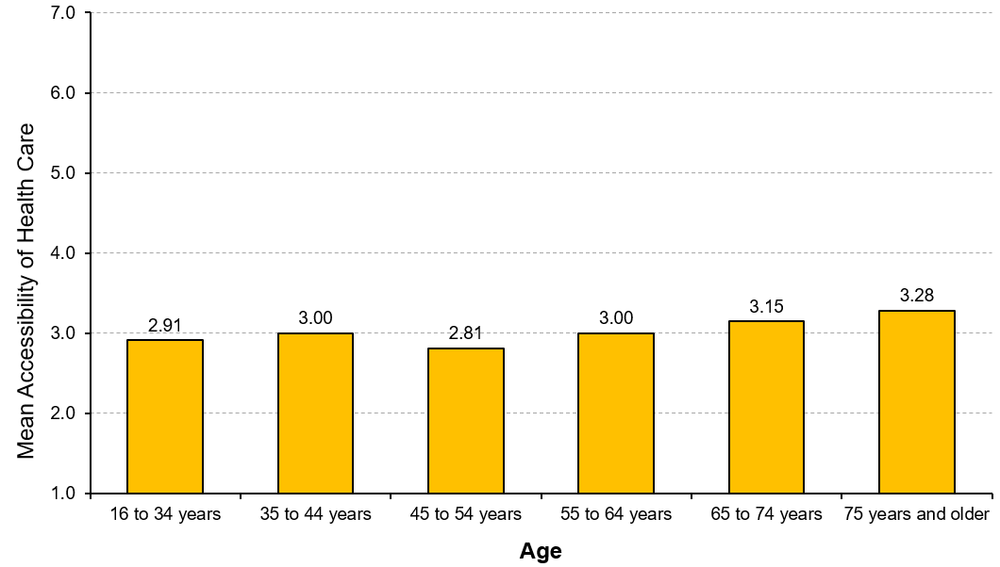 Mean Accessibility of Health Care
7.0
6.0
5.0
4.0
3.0
2.0
1.0
2.91
3.00
2.81
3.00
3.15
3.28
16 to 34 years
35 to 44 years
45 to 54 years
55 to 64 years
65 to 74 years
75 years and older
Age